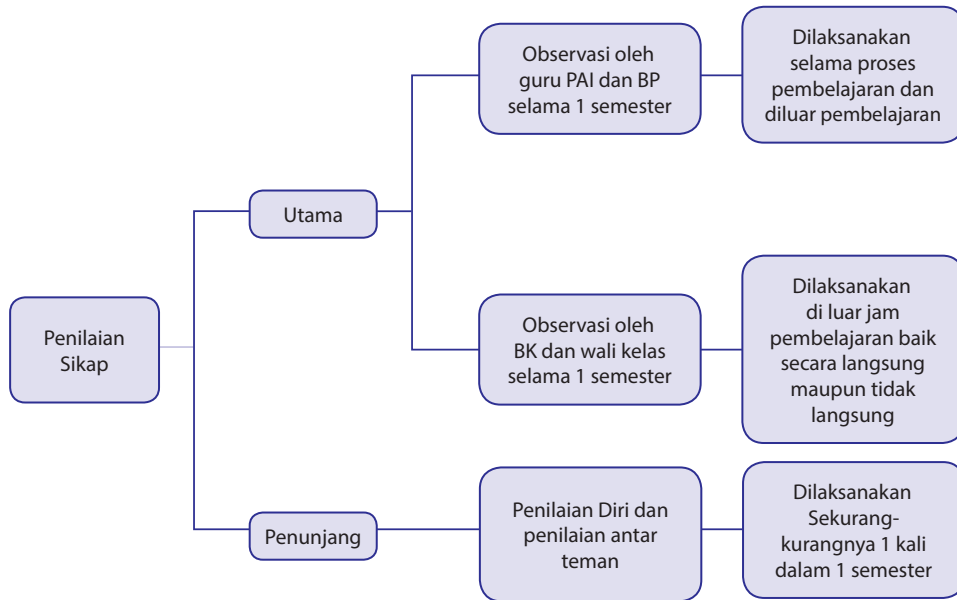 Penilaian
Sikap
Utama
Observasi oleh
guru PAI dan BP
selama 1 semester
Dilaksanakan
selama proses
pembelajaran dan
diluar pembelajaran
Observasi oleh
BK dan wali kelas
selama 1 semester
Dilaksanakan
di luar jam
pembelajaran baik
secara langsung
maupun tidak
langsung
Penunjang
Penilaian Diri dan
penilaian antar
teman
Dilaksanakan
Sekurang-
kurangnya 1 kali
dalam 1 semester